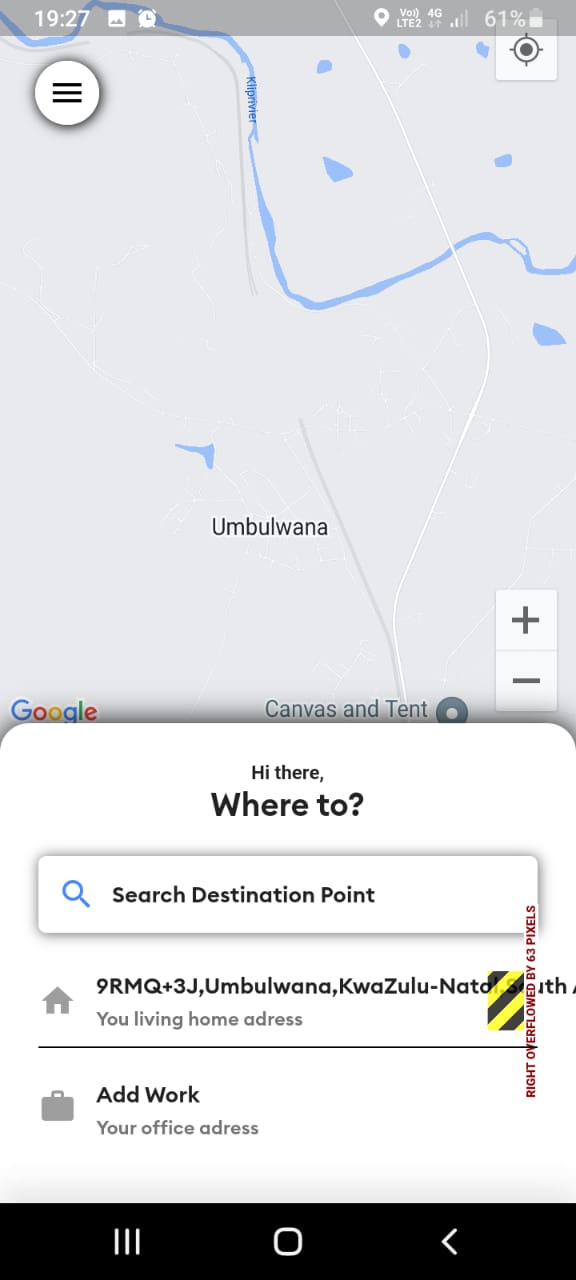 19:27
Vo))
LTE2
4G
61%
Kliprivier
Umbulwana
Canvas and Tent
Google
Hi there,
Where to?
Search Destination Point
9RMQ+3J,Umbulwana,KwaZulu-Natal,South A
You living home adress
RIGHT OVERFLOWED BY 63 PIXELS
Add Work
Your office adress